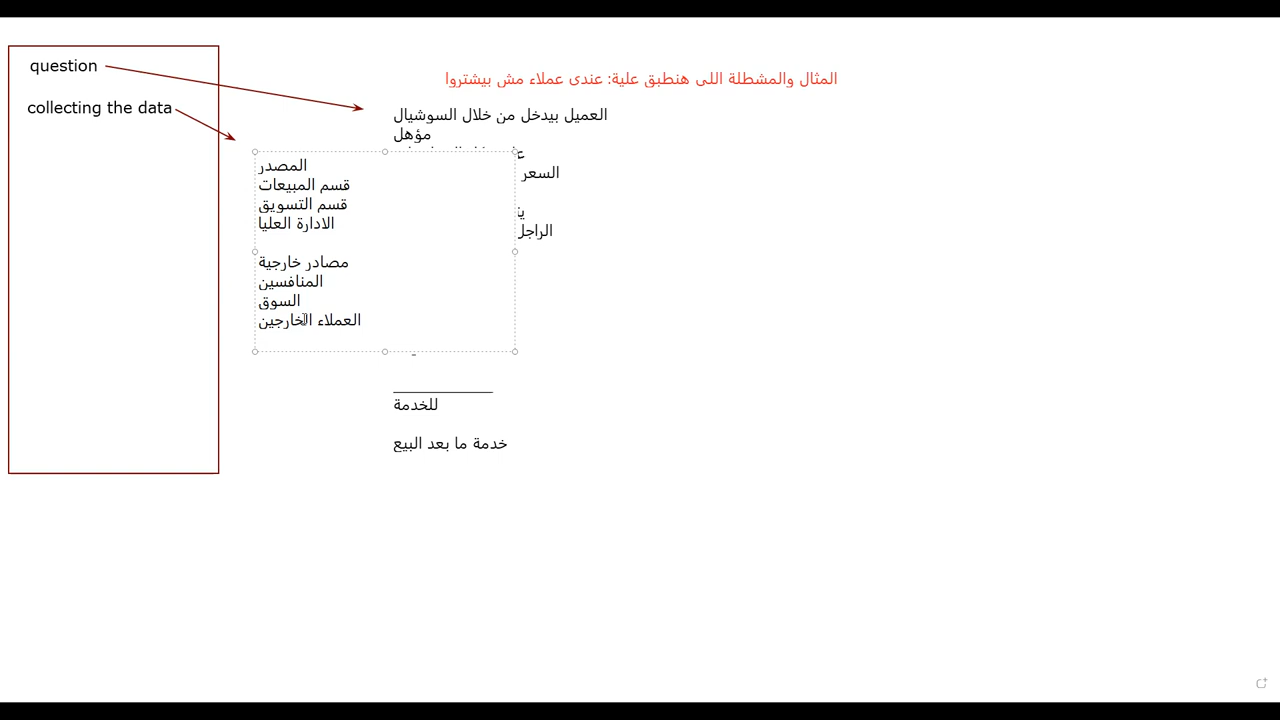 question
collecting the data
المثال والمشطلة اللى هنطبق علية: عندى عملاء مش بيشتروا
العميل بيدخل من خلال السوشيال
مؤهل
السعر
الراجل
المصدر
قسم المبيعات
قسم التسويق
الادارة العليا
مصادر خارجية
المنافسين
السوق
العملاء الخارجين
للخدمة
خدمة ما بعد البيع